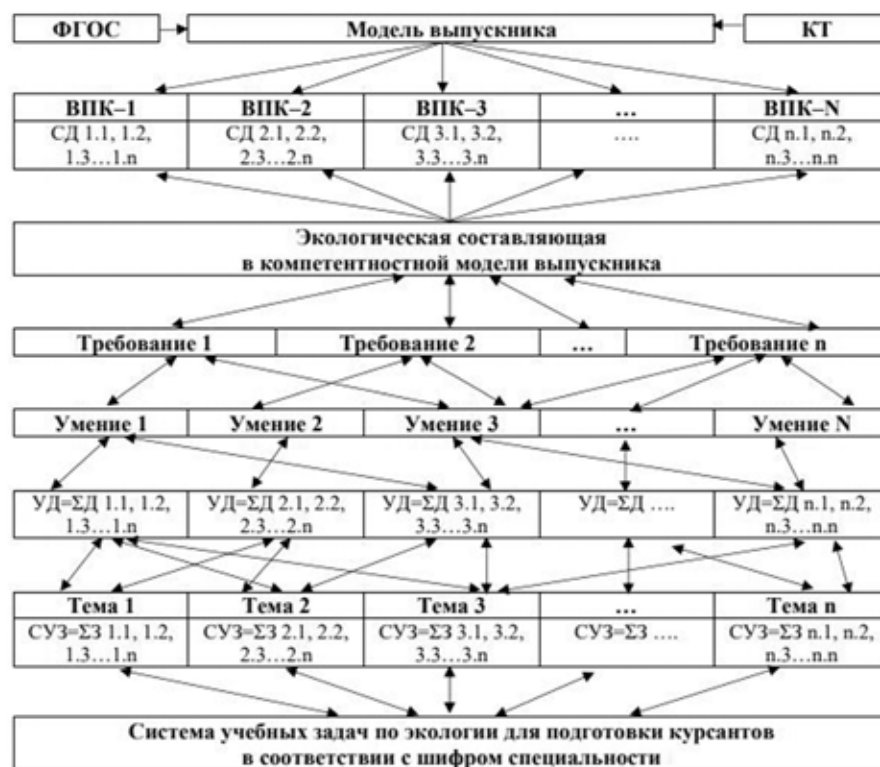 ФГОС Модель выпускника КТ
ВПК–1 ВПК–2 ВПК–3 … ВПК–N
СД 1.1, 1.2, СД 2.1, 2.2, СД 3.1, 3.2, …. СД n.1, n.2,
1.3…1.n 2.3…2.n 3.3…3.n n.3…n.n
Экологическая составляющая
в компетентностной модели выпускника
Требование 1 Требование 2 … Требование n
Умение 1 Умение 2 Умение 3 … Умение N
УД=ΣД 1.1, 1.2, УД=ΣД 2.1, 2.2, УД=ΣД 3.1, 3.2, УД=ΣД …. УД=ΣД n.1, n.2,
1.3…1.n 2.3…2.n 3.3…3.n n.3…n.n
Тема 1 Тема 2 Тема 3 … Тема n
СУЗ=ΣЗ 1.1, 1.2, СУЗ=ΣЗ 2.1, 2.2, СУЗ=ΣЗ 3.1, 3.2, СУЗ=ΣЗ …. СУЗ=ΣЗ n.1, n.2,
1.3…1.n 2.3…2.n 3.3…3.n n.3…n.n
Система учебных задач по экологии для подготовки курсантов
в соответствии с шифром специальности